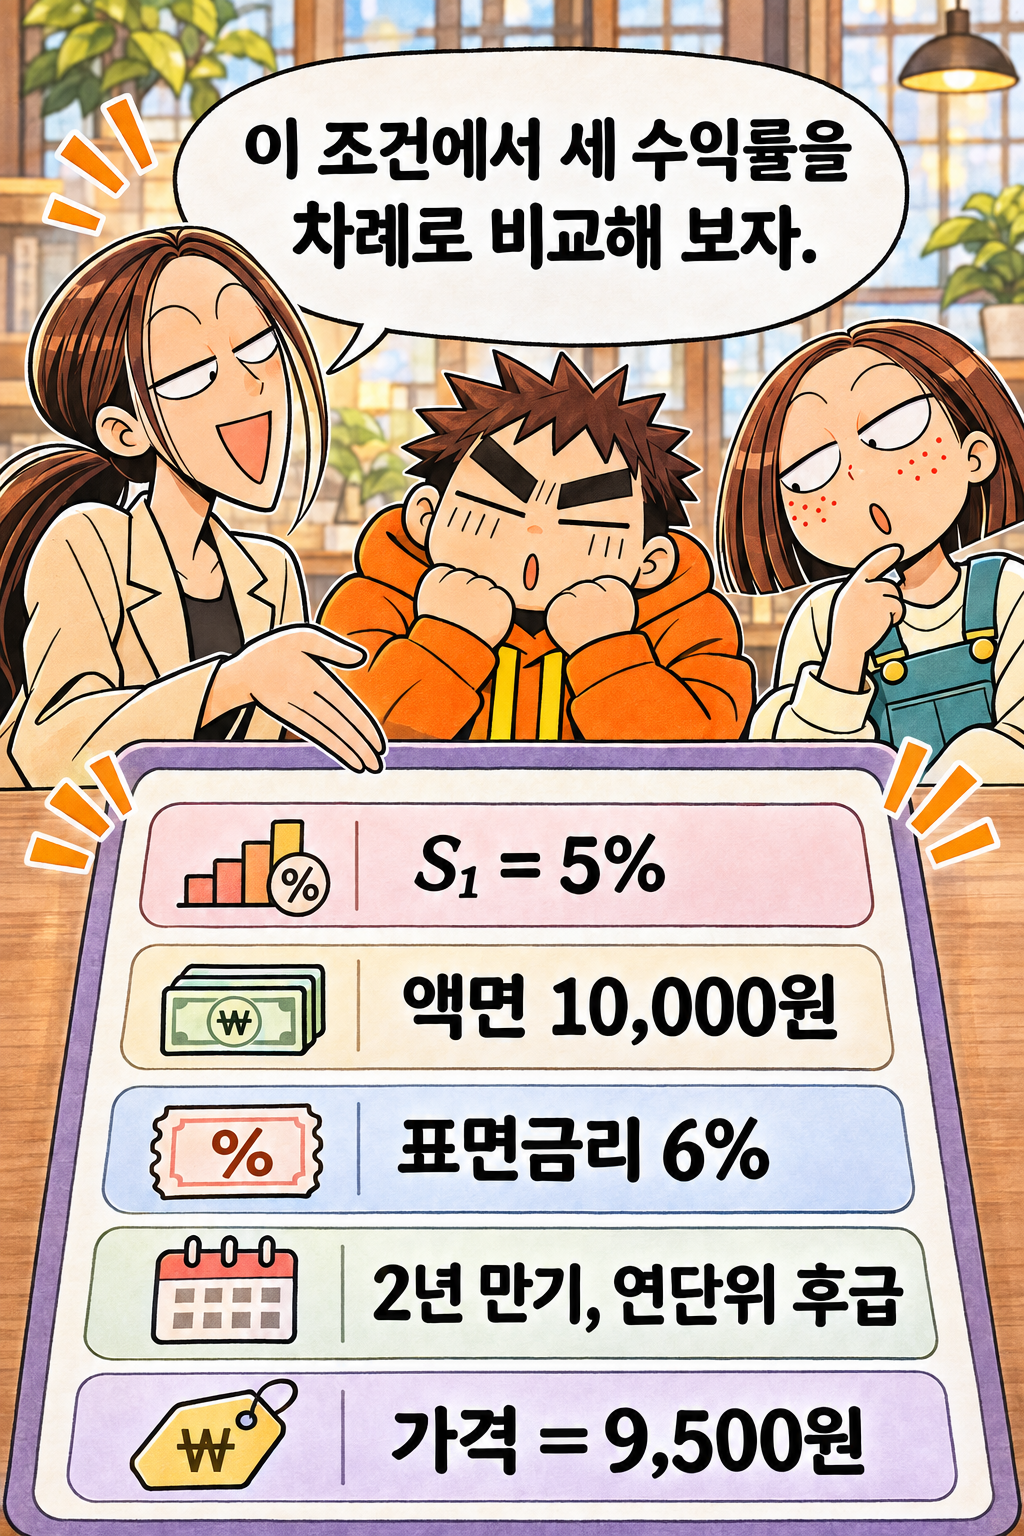 이 조건에서 세 수익률을
차례로 비교해 보자.
%
S₁ = 5%
₩
액면 10,000원
%
표면금리 6%
2년 만기, 연단위 후급
₩
가격 = 9,500원